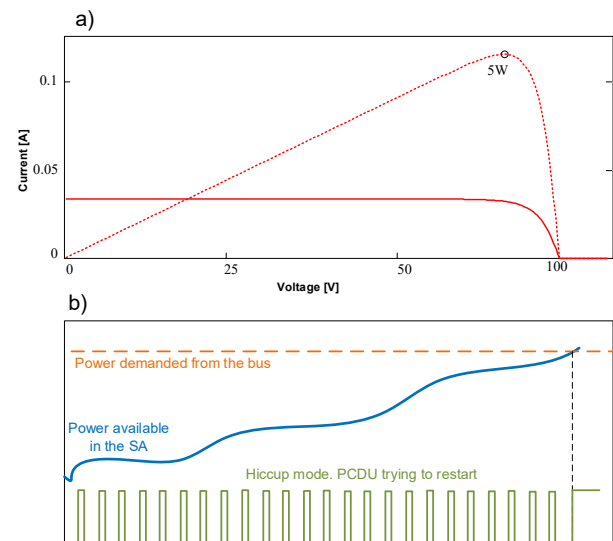 a)
0.1
5W
0.05
Current [A]
0
0
25
50
100
Voltage [V]
b)
Power demanded from the bus
Power available
in the SA
Hiccup mode. PCDU trying to restart